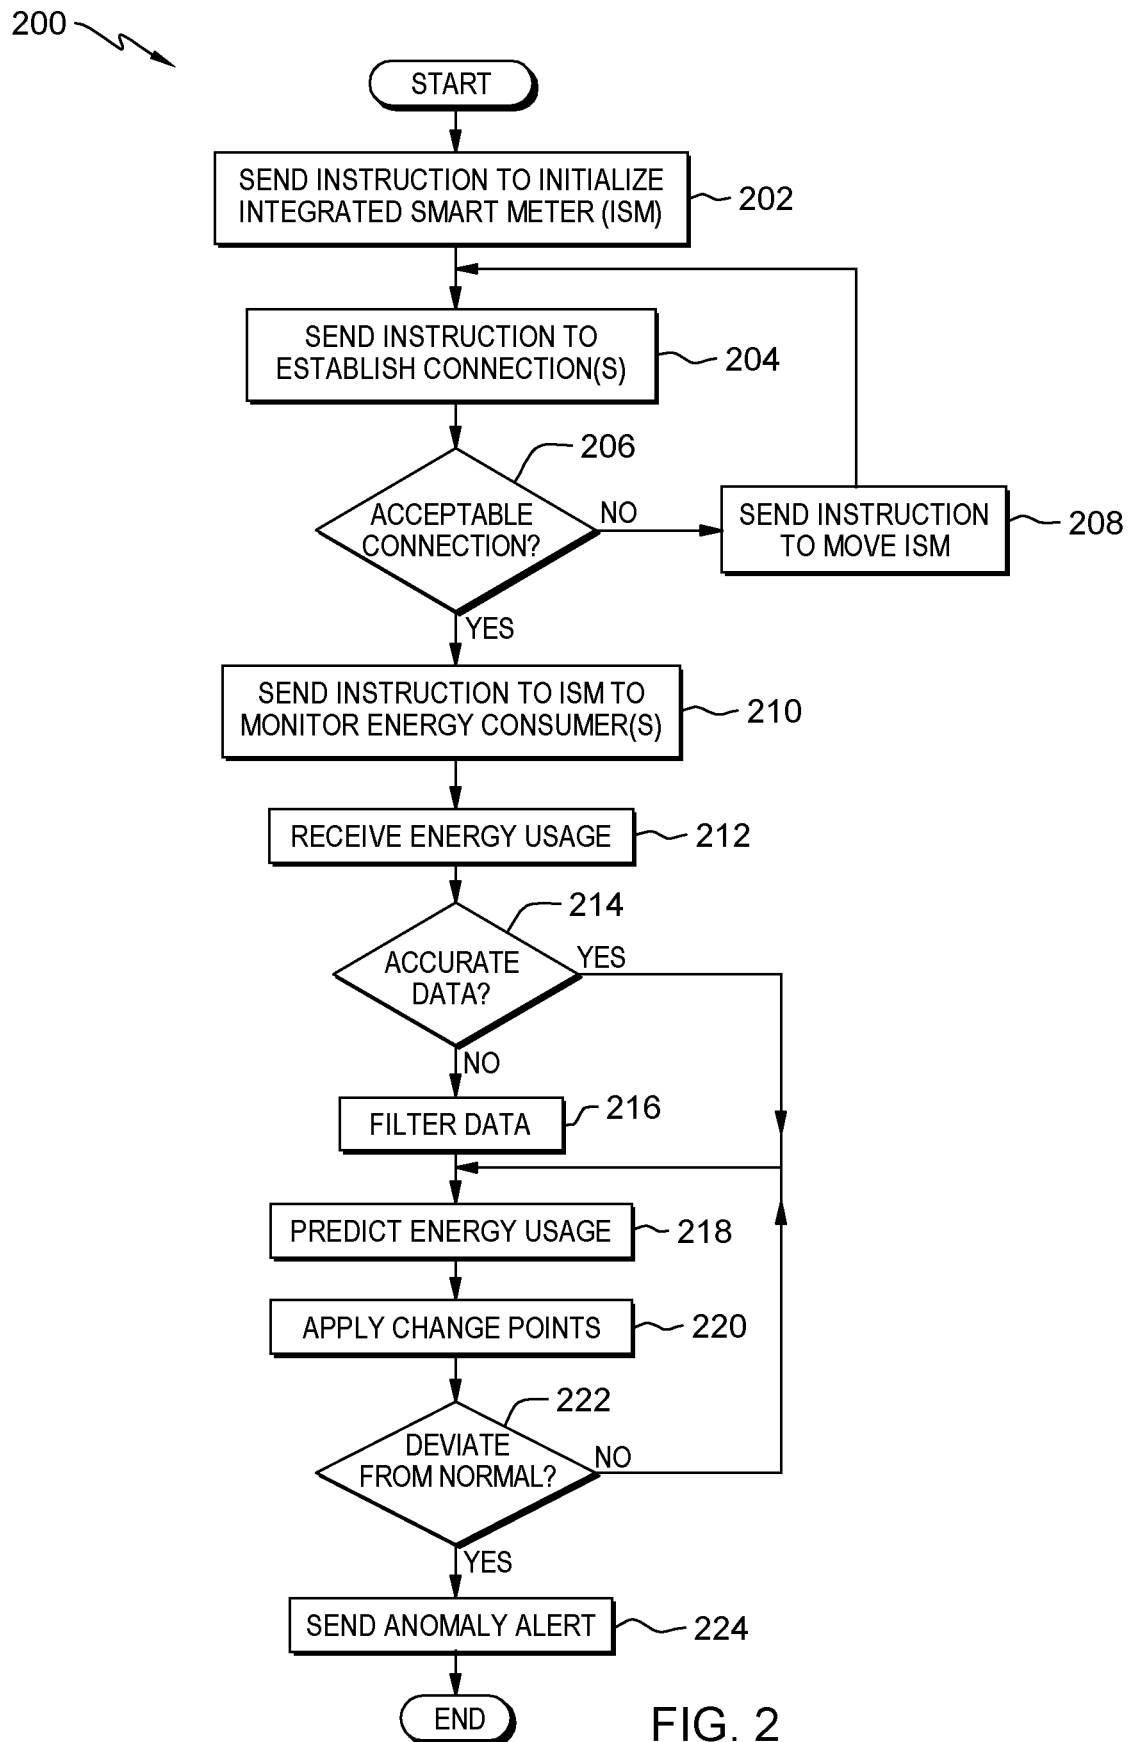 200
START
SEND INSTRUCTION TO INITIALIZE
INTEGRATED SMART METER (ISM)
202
SEND INSTRUCTION TO
ESTABLISH CONNECTION(S)
204
206
ACCEPTABLE
CONNECTION?
NO
SEND INSTRUCTION
TO MOVE ISM
208
YES
SEND INSTRUCTION TO ISM TO
MONITOR ENERGY CONSUMER(S)
210
RECEIVE ENERGY USAGE
212
214
ACCURATE
DATA?
YES
NO
FILTER DATA
216
PREDICT ENERGY USAGE
218
APPLY CHANGE POINTS
220
222
DEVIATE
FROM NORMAL?
NO
YES
SEND ANOMALY ALERT
224
END
FIG. 2